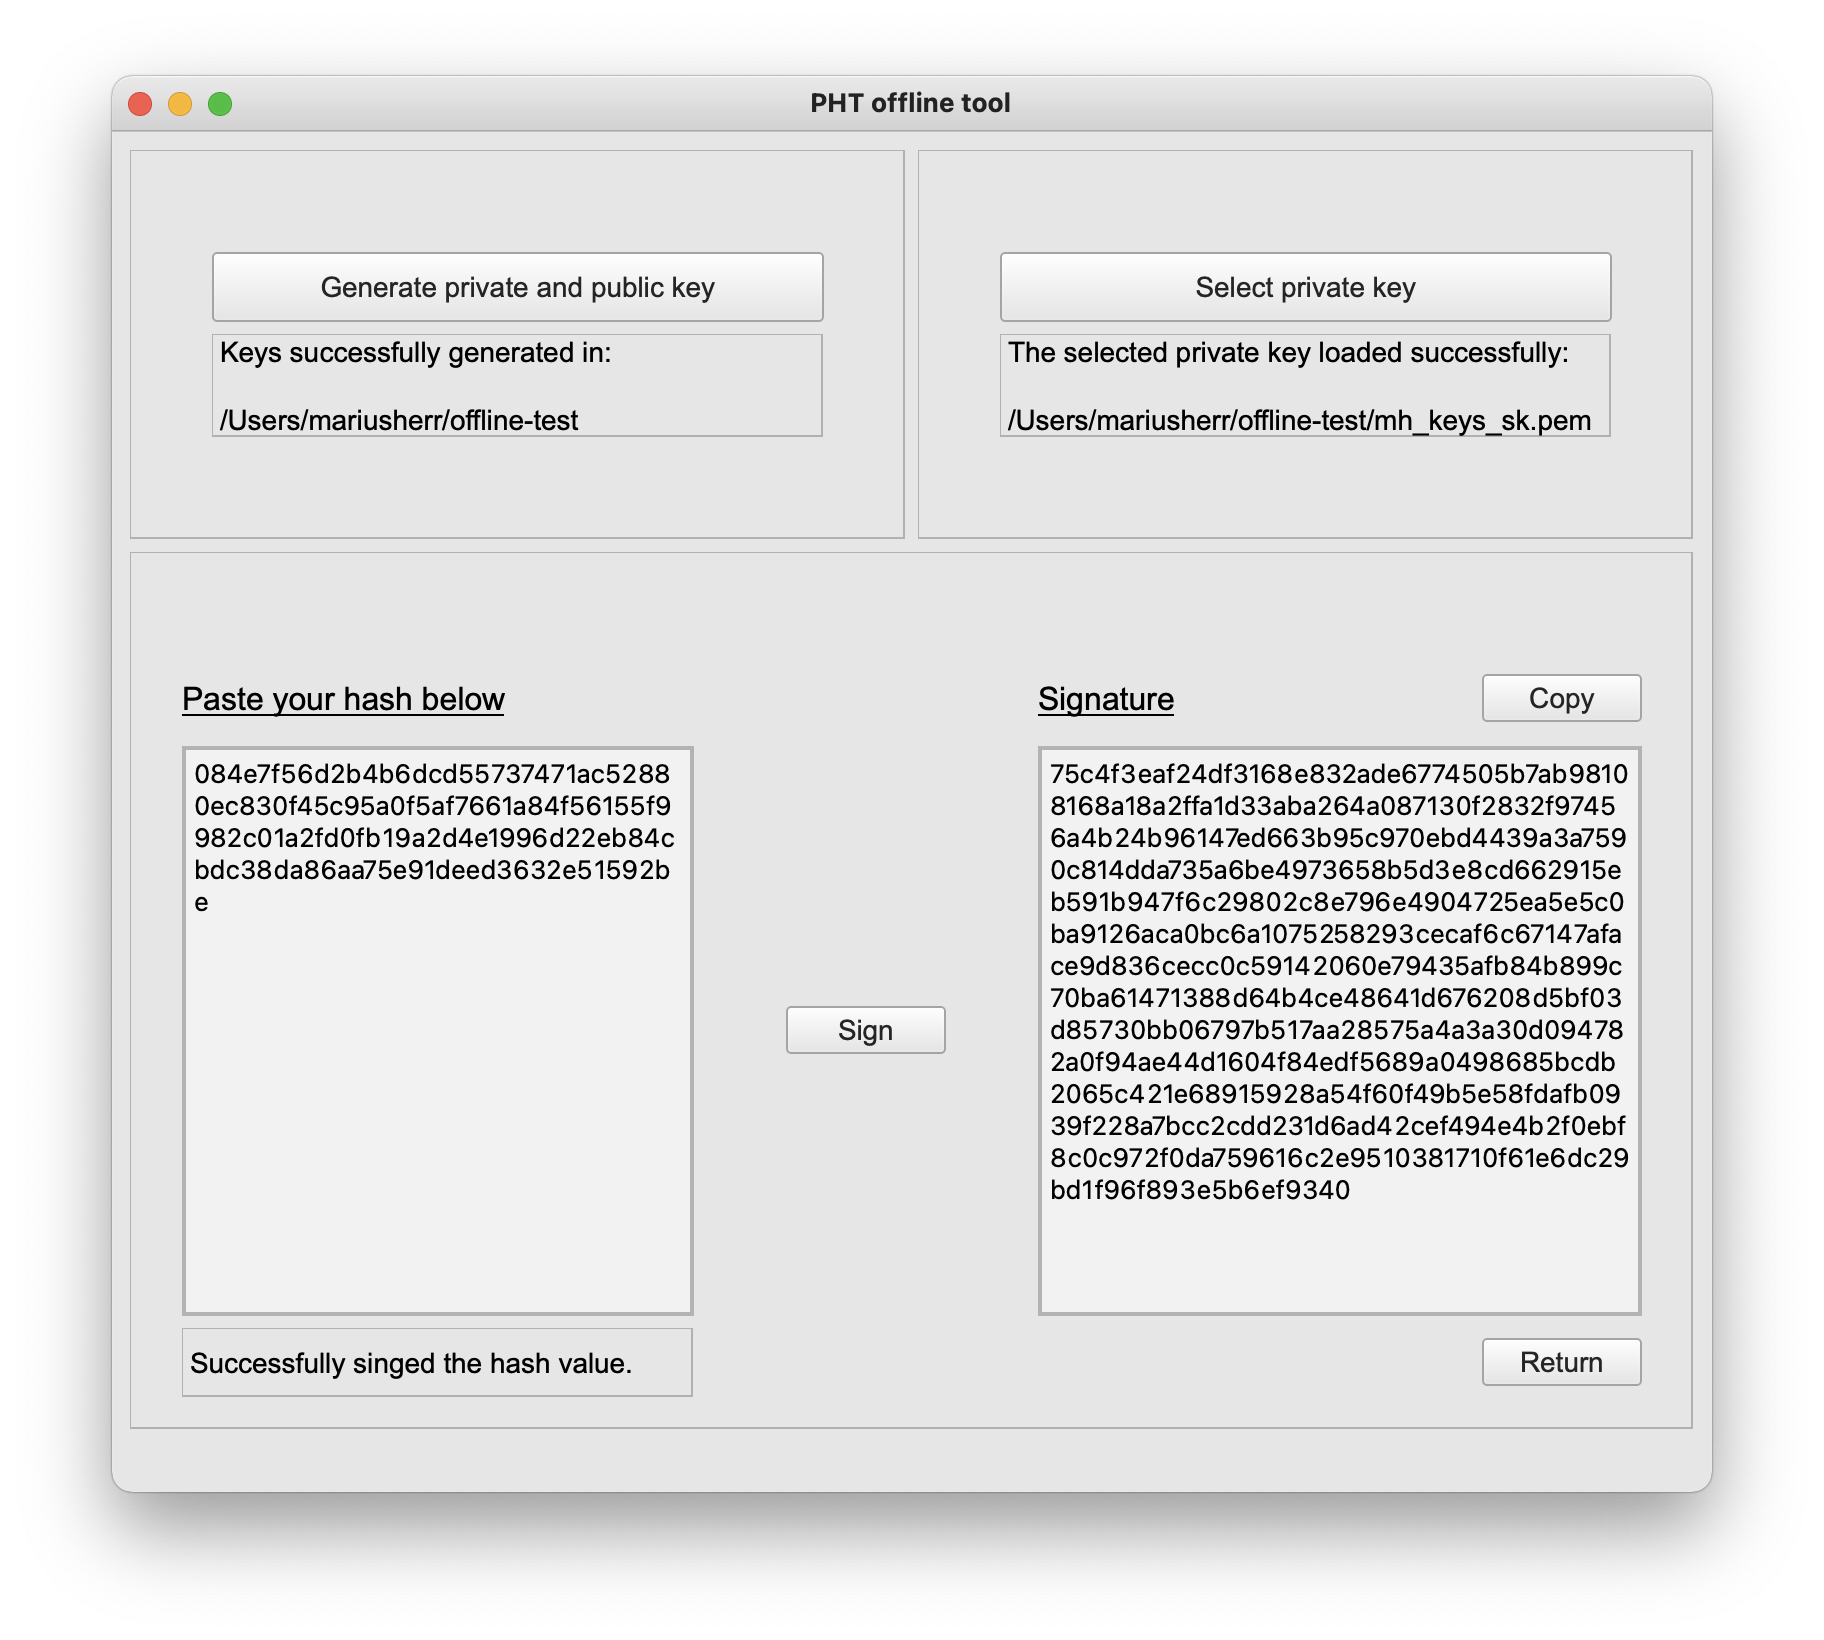 PHT offline tool
Generate private and public key
Keys successfully generated in:
/Users/mariusherr/offline-test
Select private key
The selected private key loaded successfully:
/Users/mariusherr/offline-test/mh_keys_sk.pem
Paste your hash below
084e7f56d2b4b6dcd55737471ac5288
0ec830f45c95a0f5af7661a84f56155f9
982c01a2fd0fb19a2d4e1996d22eb84c
bdc38da86aa75e91deed3632e51592b
e
Successfully singed the hash value.
Sign
Signature
Copy
75c4f3eaf24df3168e832ade6774505b7ab9810
8168a18a2ffa1d33aba264a087130f2832f9745
6a4b24b96147ed663b95c970ebd4439a3a759
0c814dda735a6be4973658b5d3e8cd662915e
b591b947f6c29802c8e796e4904725ea5e5c0
ba9126aca0bc6a1075258293cecaf6c67147afa
ce9d836cecc0c59142060e79435afb84b899c
70ba61471388d64b4ce48641d676208d5bf03
d85730bb06797b517aa28575a4a3a30d09478
2a0f94ae44d1604f84edf5689a0498685bcdb
2065c421e68915928a54f60f49b5e58fdafb09
39f228a7bcc2cdd231d6ad42cef494e4b2f0ebf
8c0c972f0da759616c2e9510381710f61e6dc29
bd1f96f893e5b6ef9340
Return